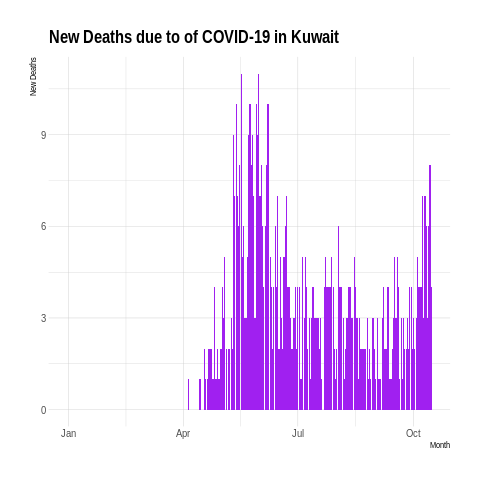 New Deaths due to of COVID-19 in Kuwait
New Deaths
9
6
3
0
Jan Apr Jul Oct
Month